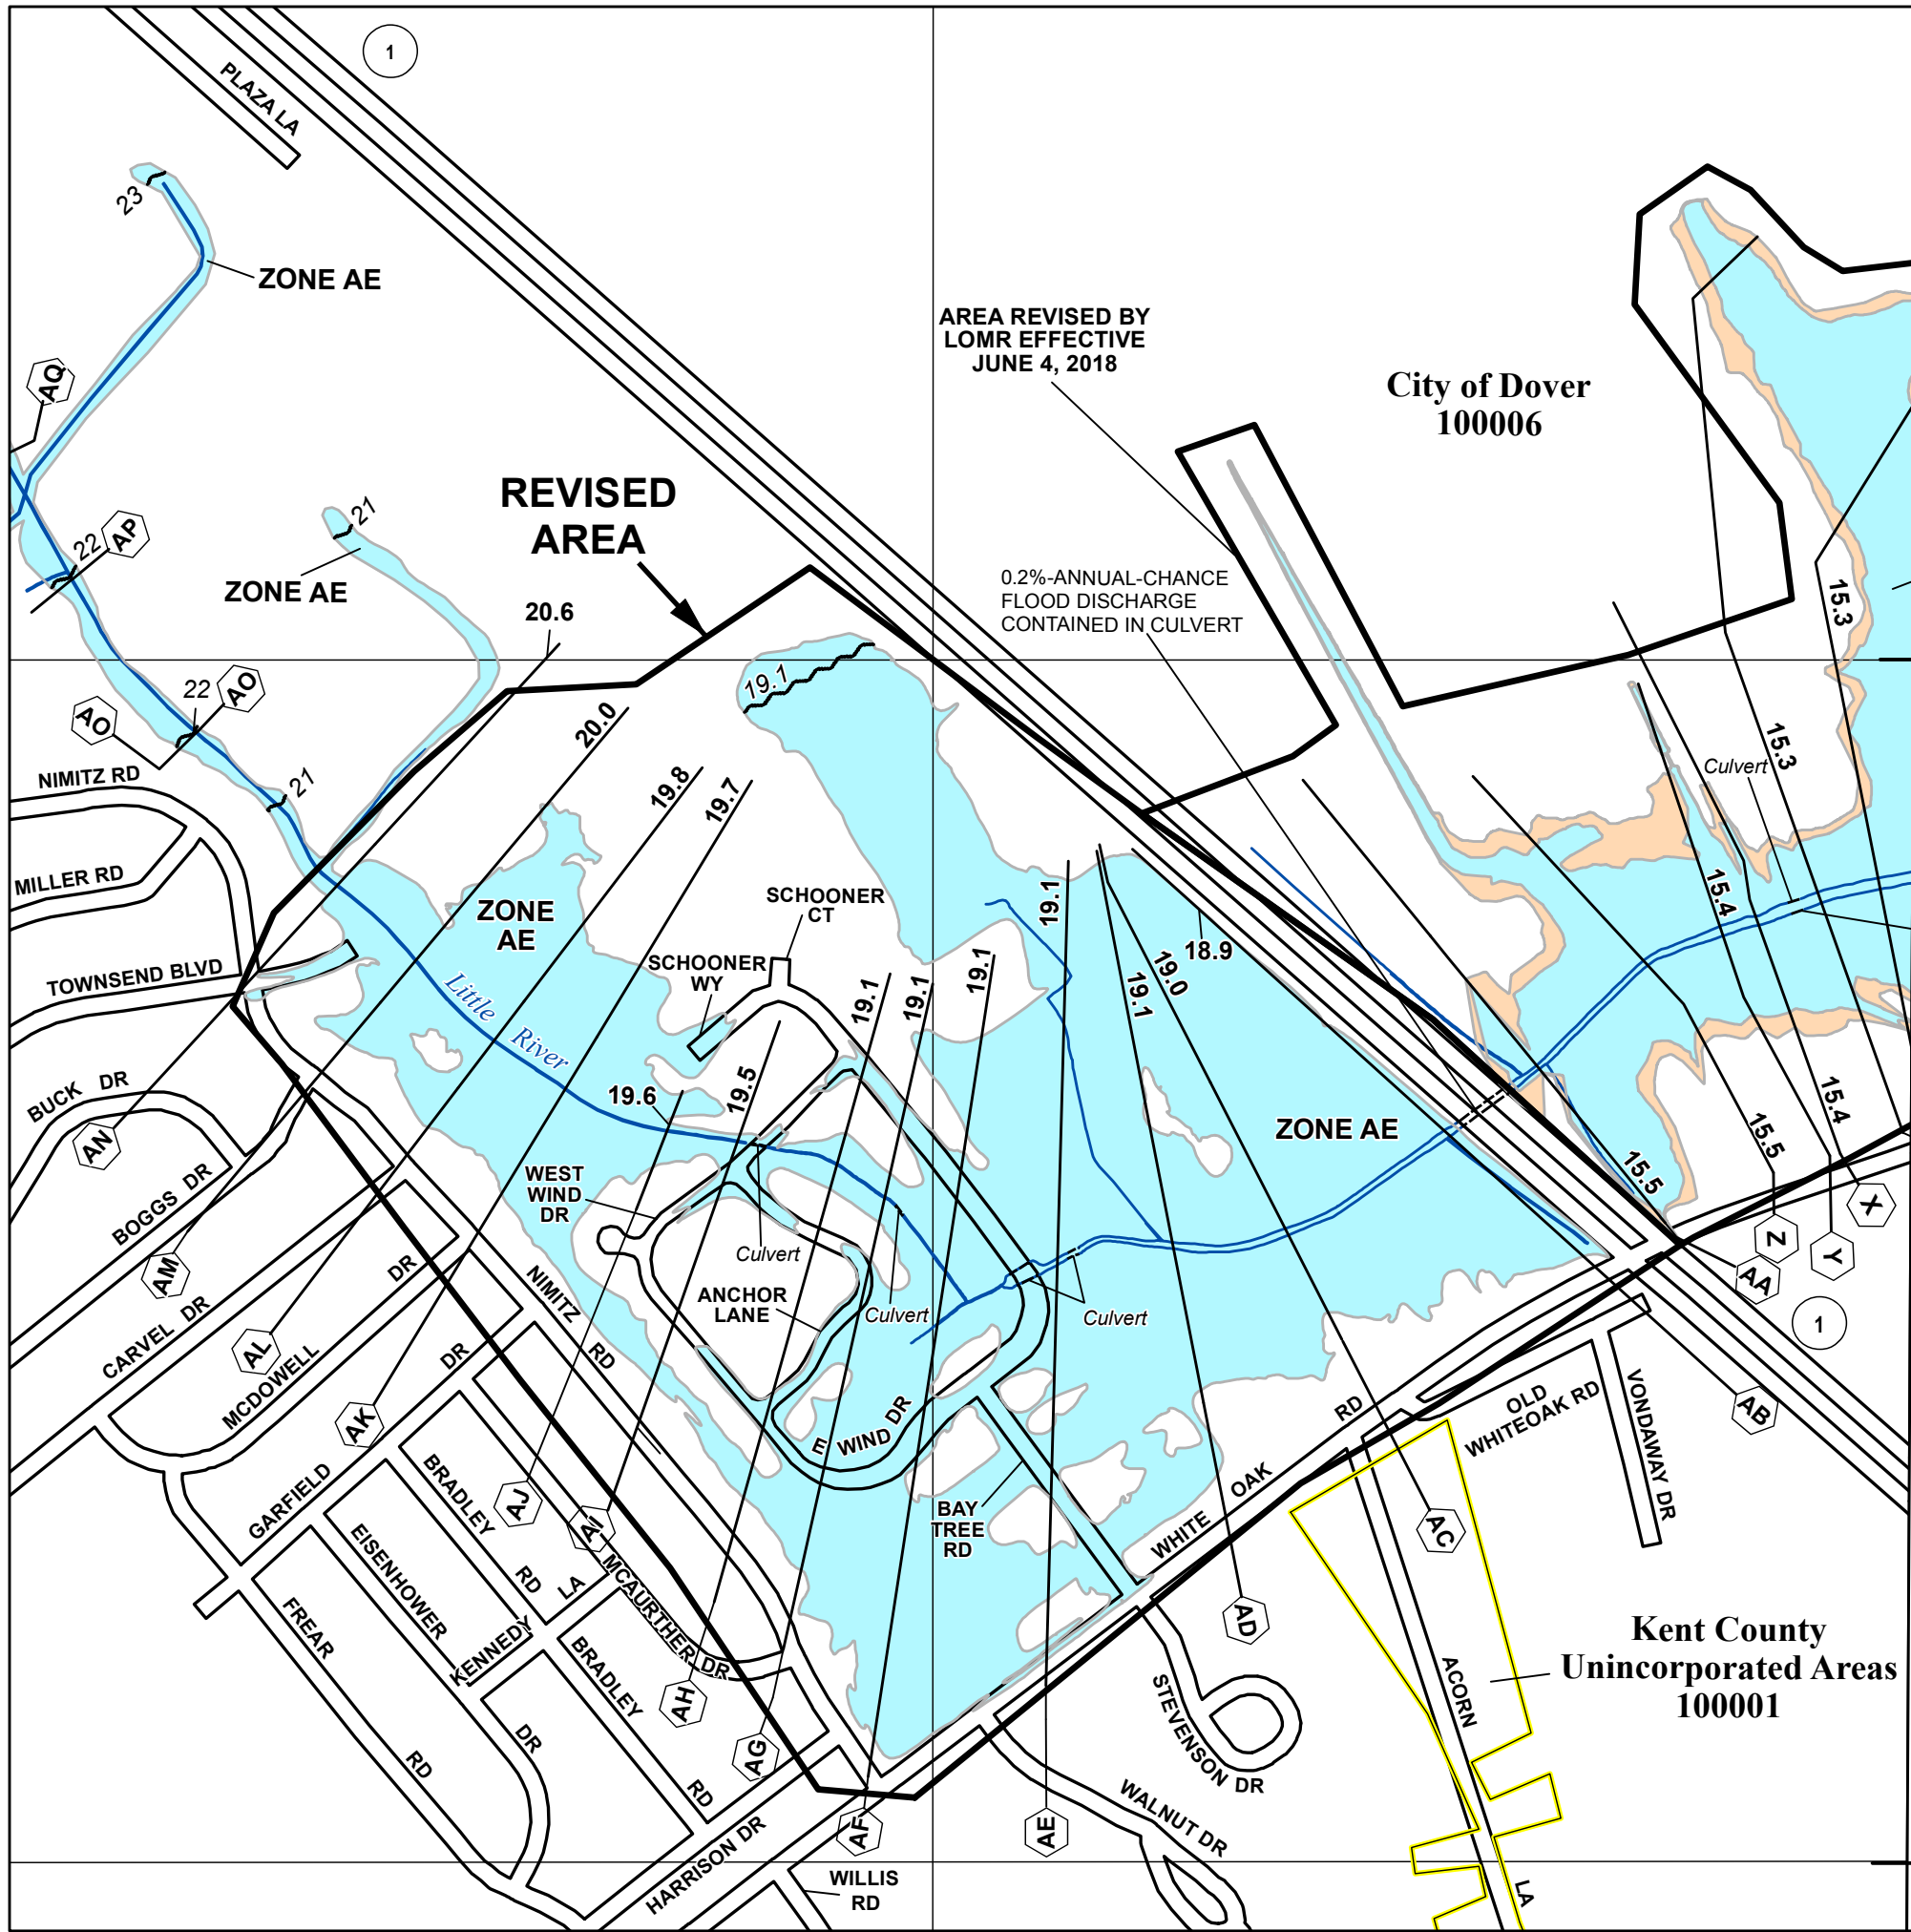 1
PLAZA LA
23
ZONE AE
AREA REVISED BY
LOMR EFFECTIVE
JUNE 4, 2018
City of Dover
100006
AQ
REVISED
AREA
21
22
AP
ZONE AE
20.6
0.2%-ANNUAL-CHANCE
FLOOD DISCHARGE
CONTAINED IN CULVERT
15.3
19.1
22
AO
AO
20.0
15.3
Culvert
NIMITZ RD
21
19.8
19.7
MILLER RD
ZONE
AE
SCHOONER
CT
19.1
15.4
18.9
TOWNSEND BLVD
SCHOONER
WY
19.1
19.1
19.1
19.1
19.0
Little River
BUCK DR
19.6
19.5
ZONE AE
15.4
15.5
15.5
AN
BOGGS DR
WEST
WIND
DR
X
Z
Y
AA
AM
Culvert
NIMITZ
RD
ANCHOR
LANE
Culvert
Culvert
1
CARVEL DR
AL
MCDOWELL
DR
GARFIELD
DR
AK
E WIND DR
WHITE OAK RD
OLD
WHITEOAK RD
VONDAWAY DR
AB
BRADLEY
RD
AJ
AI
BAY
TREE
RD
AC
EISENHOWER
DR
KENNEDY
LA
MCAURTHER DR
FREAR
RD
BRADLEY
RD
AD
Kent County
Unincorporated Areas
100001
AH
AG
STEVENSON DR
ACORN
LA
AF
AE
WALNUT DR
HARRISON DR
WILLIS
RD